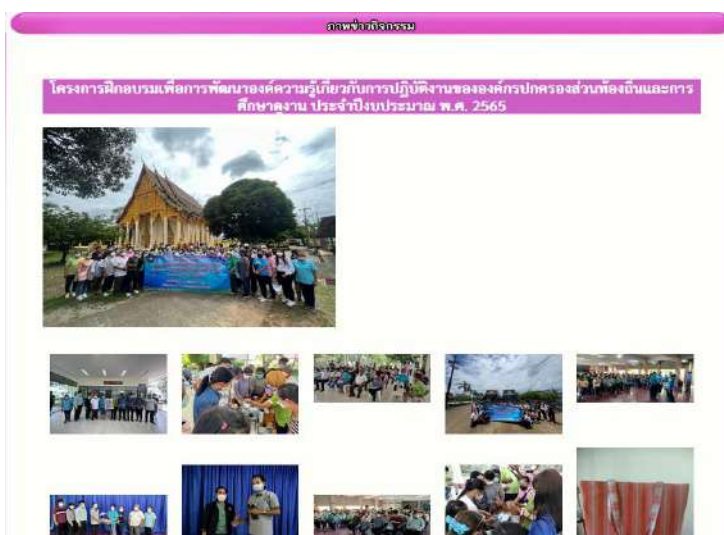 ภาพข่าวกิจกรรม
โครงการฝึกอบรมเพื่อการพัฒนาองค์ความรู้เกี่ยวกับการปฏิบัติงานขององค์กรปกครองส่วนท้องถิ่นและการ
ศึกษาดูงาน ประจำปีงบประมาณ พ.ศ. 2565